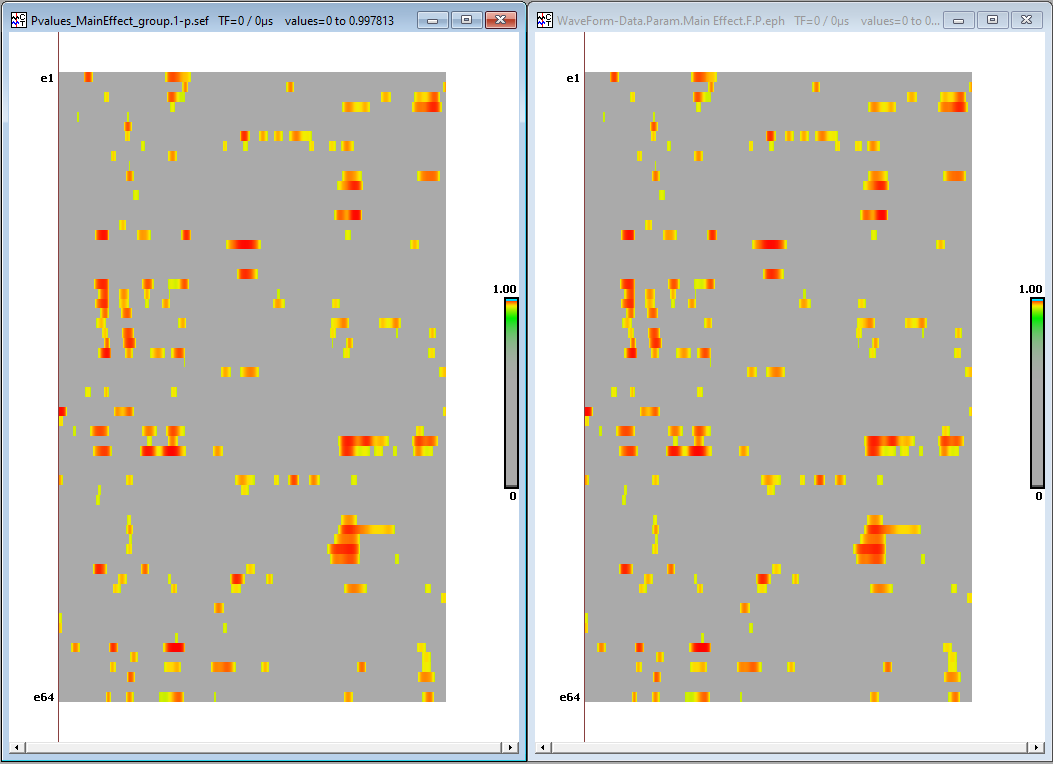 Pvalues_MainEffect_group.1-p.sef TF=0 / 0µs values=0 to 0.997813
WaveForm-Data.Param.Main Effect.F.P.eph TF=0 / 0µs values=0 to 0...
e1
1.00
0
e64
e1
1.00
0
e64